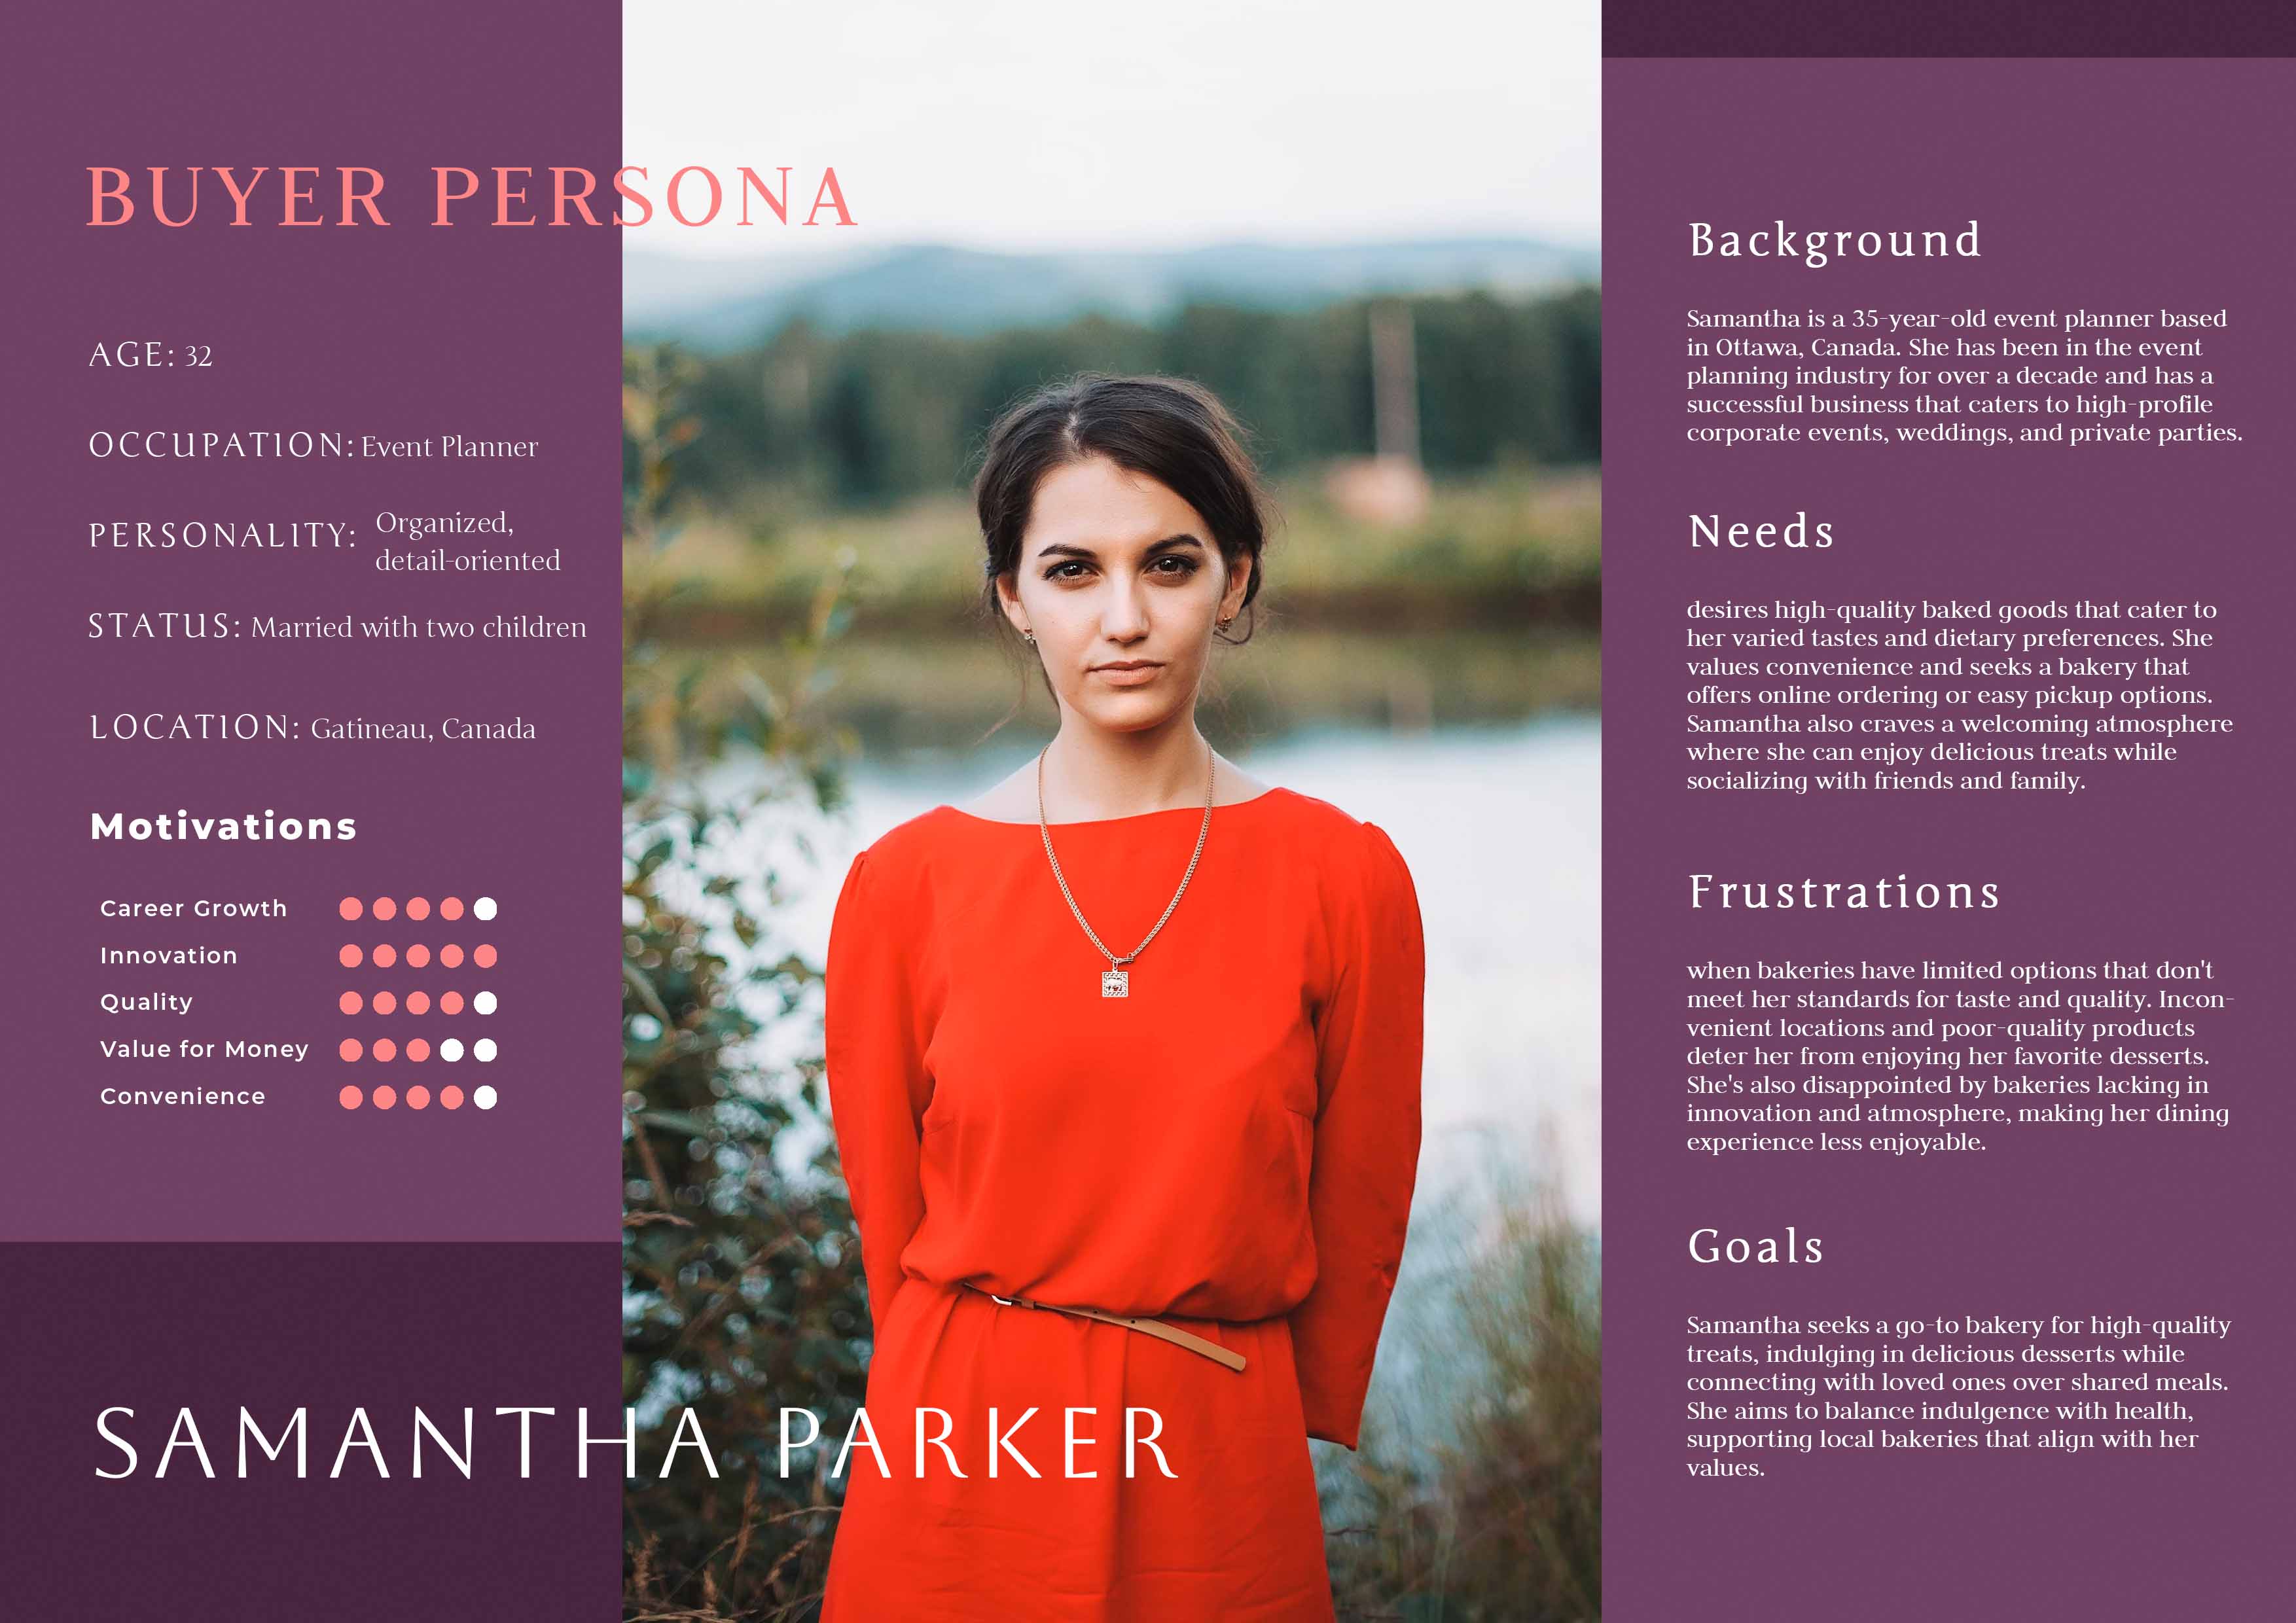 BUYER PERSONA
AGE: 32
OCCUPATION: Event Planner
PERSONALITY: Organized,
detail-oriented
STATUS: Married with two children
LOCATION: Gatineau, Canada
Motivations
Career Growth
Innovation
Quality
Value for Money
Convenience
SAMANTHA PARKER
Background
Samantha is a 35-year-old event planner based
in Ottawa, Canada. She has been in the event
planning industry for over a decade and has a
successful business that caters to high-profile
corporate events, weddings, and private parties.
Needs
desires high-quality baked goods that cater to
her varied tastes and dietary preferences. She
values convenience and seeks a bakery that
offers online ordering or easy pickup options.
Samantha also craves a welcoming atmosphere
where she can enjoy delicious treats while
socializing with friends and family.
Frustrations
when bakeries have limited options that don't
meet her standards for taste and quality. Incon-
venient locations and poor-quality products
deter her from enjoying her favorite desserts.
She's also disappointed by bakeries lacking in
innovation and atmosphere, making her dining
experience less enjoyable.
Goals
Samantha seeks a go-to bakery for high-quality
treats, indulging in delicious desserts while
connecting with loved ones over shared meals.
She aims to balance indulgence with health,
supporting local bakeries that align with her
values.